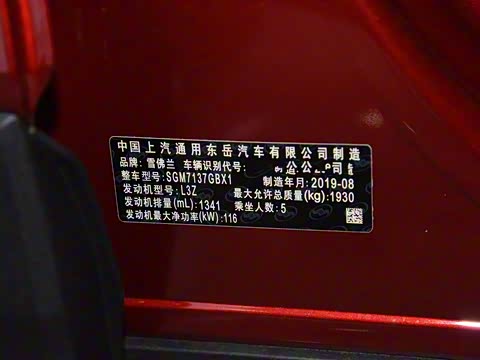 中国上汽通用东岳汽车有限公司制造
品牌: 雪佛兰 车辆识别代号:
整车型号: SGM7137GBX1 制造年月: 2019-08
发动机型号: L3Z 最大允许总质量(kg): 1930
发动机排量(mL): 1341 乘坐人数: 5
发动机最大净功率(kW): 116